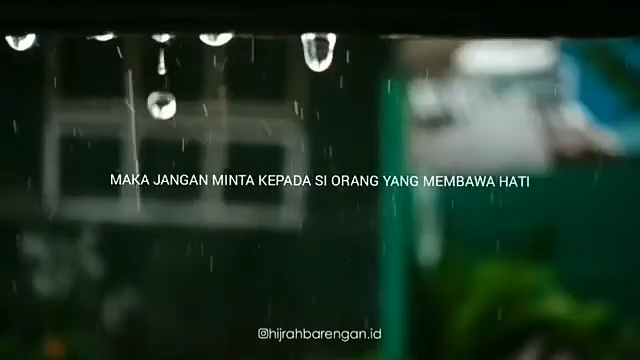 MAKA JANGAN MINTA KEPADA SI ORANG YANG MEMBAWA HATI
@hijrahbarengan.id